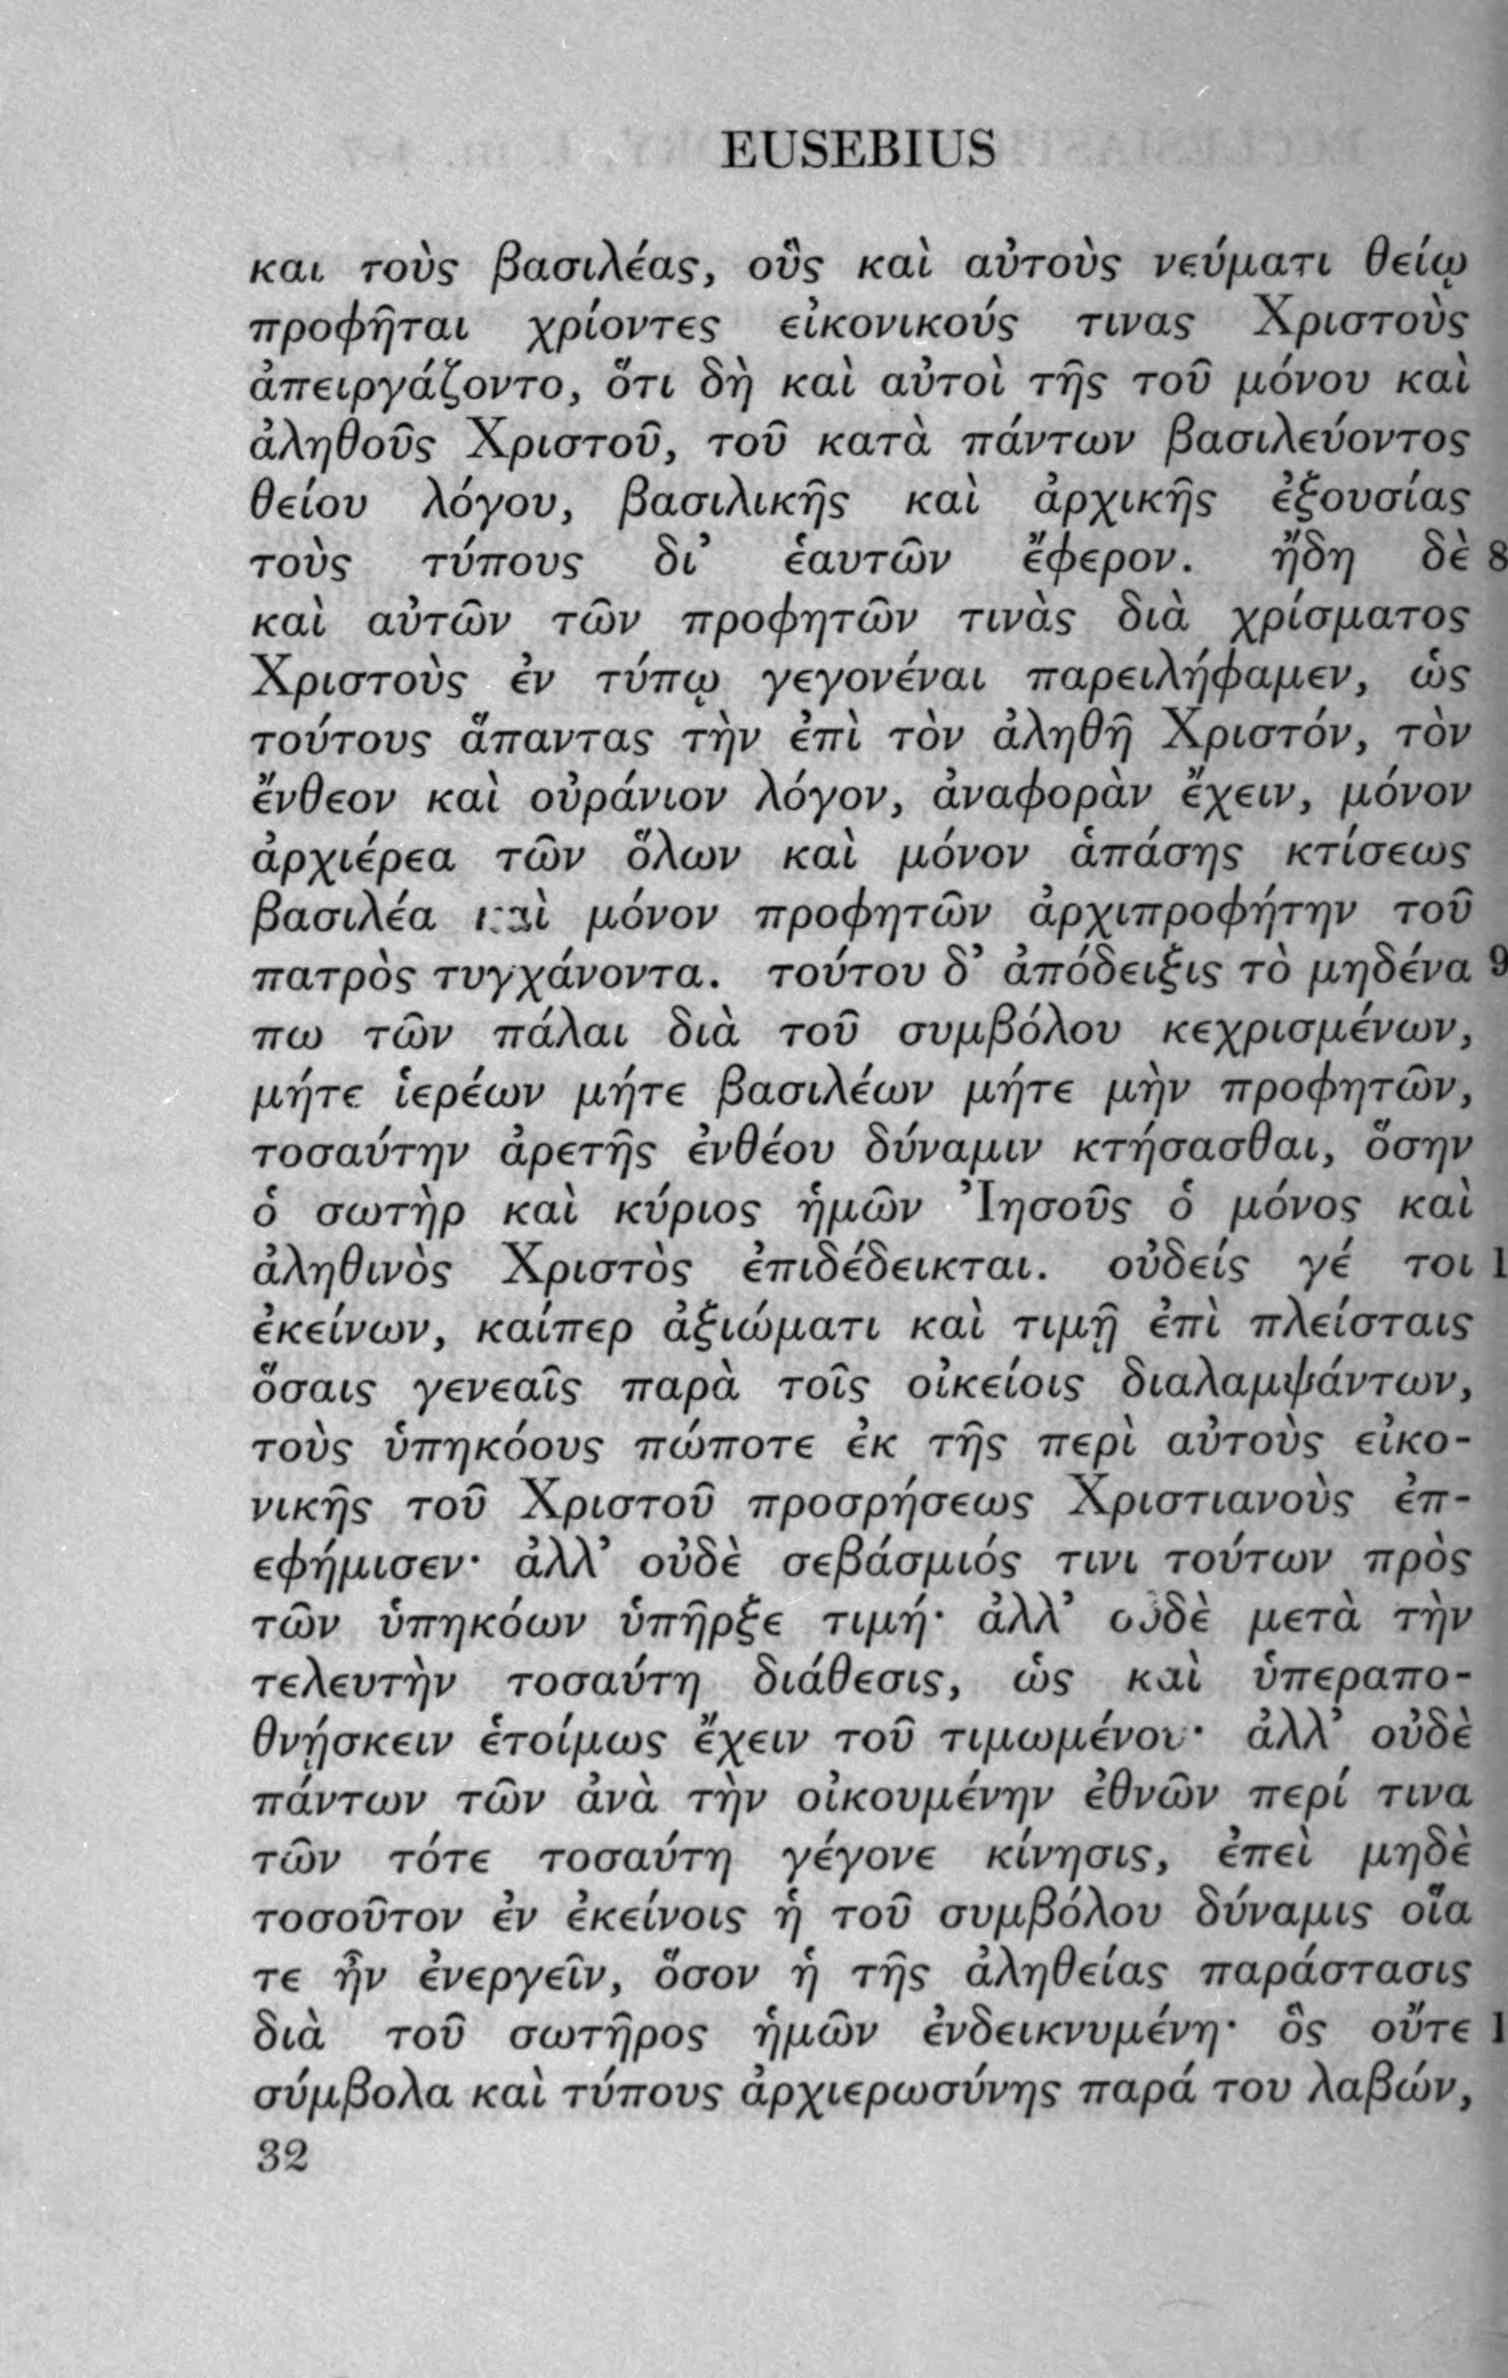 EUSEBIUS
και τοὺς βασιλέας, οὓς καὶ αὐτοὺς νεύματι θείῳ
προφῆται χρίοντες εἰκονικούς τινας Χριστοὺς
ἀπειργάζοντο, ὅτι δὴ καὶ αὐτοὶ τῆς τοῦ μόνου καὶ
ἀληθοῦς Χριστοῦ, τοῦ κατὰ πάντων βασιλεύοντος
θείου λόγου, βασιλικῆς καὶ ἀρχικῆς ἐξουσίας
τοὺς τύπους δι’ ἑαυτῶν ἔφερον. ἤδη δὲ 8
καὶ αὐτῶν τῶν προφητῶν τινὰς διὰ χρίσματος
Χριστοὺς ἐν τύπῳ γεγονέναι παρειλήφαμεν, ὡς
τούτους ἅπαντας τὴν ἐπὶ τὸν ἀληθῆ Χριστόν, τὸν
ἔνθεον καὶ οὐράνιον λόγον, ἀναφορὰν ἔχειν, μόνον
ἀρχιέρεα τῶν ὅλων καὶ μόνον ἁπάσης κτίσεως
βασιλέα καὶ μόνον προφητῶν ἀρχιπροφήτην τοῦ
πατρὸς τυγχάνοντα. τούτου δ’ ἀπόδειξις τὸ μηδένα 9
πω τῶν πάλαι διὰ τοῦ συμβόλου κεχρισμένων,
μήτε ἱερέων μήτε βασιλέων μήτε μὴν προφητῶν,
τοσαύτην ἀρετῆς ἐνθέου δύναμιν κτήσασθαι, ὅσην
ὁ σωτὴρ καὶ κύριος ἡμῶν Ἰησοῦς ὁ μόνος καὶ
ἀληθινὸς Χριστὸς ἐπιδέδεικται. οὐδείς γέ τοι 1
ἐκείνων, καίπερ ἀξιώματι καὶ τιμῇ ἐπὶ πλείσταις
ὅσαις γενεαῖς παρὰ τοῖς οἰκείοις διαλαμψάντων,
τοὺς ὑπηκόους πώποτε ἐκ τῆς περὶ αὐτοὺς εἰκο-
νικῆς τοῦ Χριστοῦ προσρήσεως Χριστιανοὺς ἐπ-
εφήμισεν· ἀλλ’ οὐδὲ σεβάσμιός τινι τούτων πρὸς
τῶν ὑπηκόων ὑπῆρξε τιμή· ἀλλ’ οὐδὲ μετὰ τὴν
τελευτὴν τοσαύτη διάθεσις, ὡς καὶ ὑπεραπο-
θνῄσκειν ἑτοίμως ἔχειν τοῦ τιμωμένου· ἀλλ’ οὐδὲ
πάντων τῶν ἀνὰ τὴν οἰκουμένην ἐθνῶν περί τινα
τῶν τότε τοσαύτη γέγονε κίνησις, ἐπεὶ μηδὲ
τοσοῦτον ἐν ἐκείνοις ἡ τοῦ συμβόλου δύναμις οἵα
τε ἦν ἐνεργεῖν, ὅσον ἡ τῆς ἀληθείας παράστασις
διὰ τοῦ σωτῆρος ἡμῶν ἐνδεικνυμένη· ὃς οὔτε 1
σύμβολα καὶ τύπους ἀρχιερωσύνης παρά του λαβών,
32